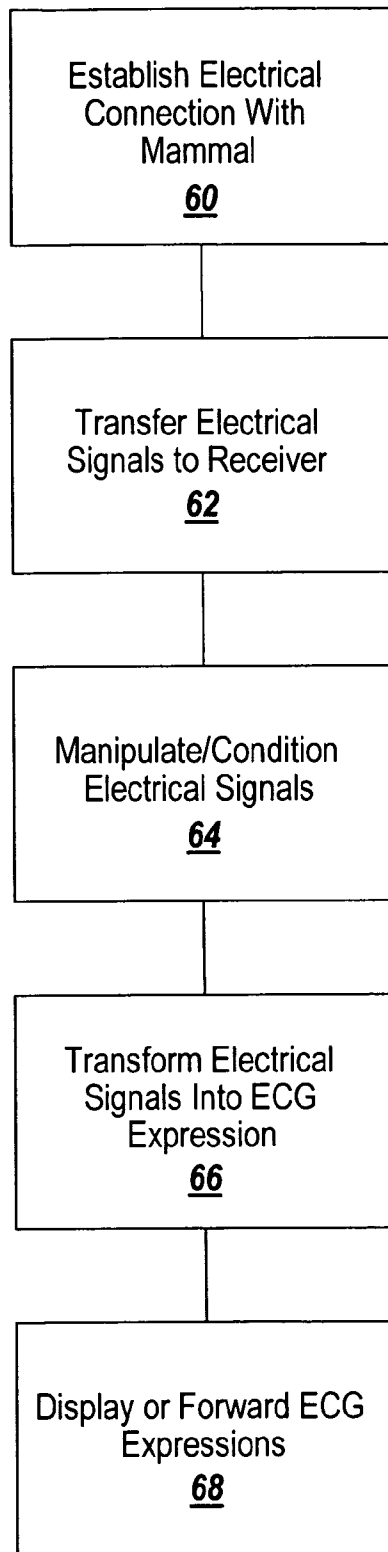 Establish Electrical
Connection With
Mammal
60
Transfer Electrical
Signals to Receiver
62
Manipulate/Condition
Electrical Signals
64
Transform Electrical
Signals Into ECG
Expression
66
Display or Forward ECG
Expressions
68